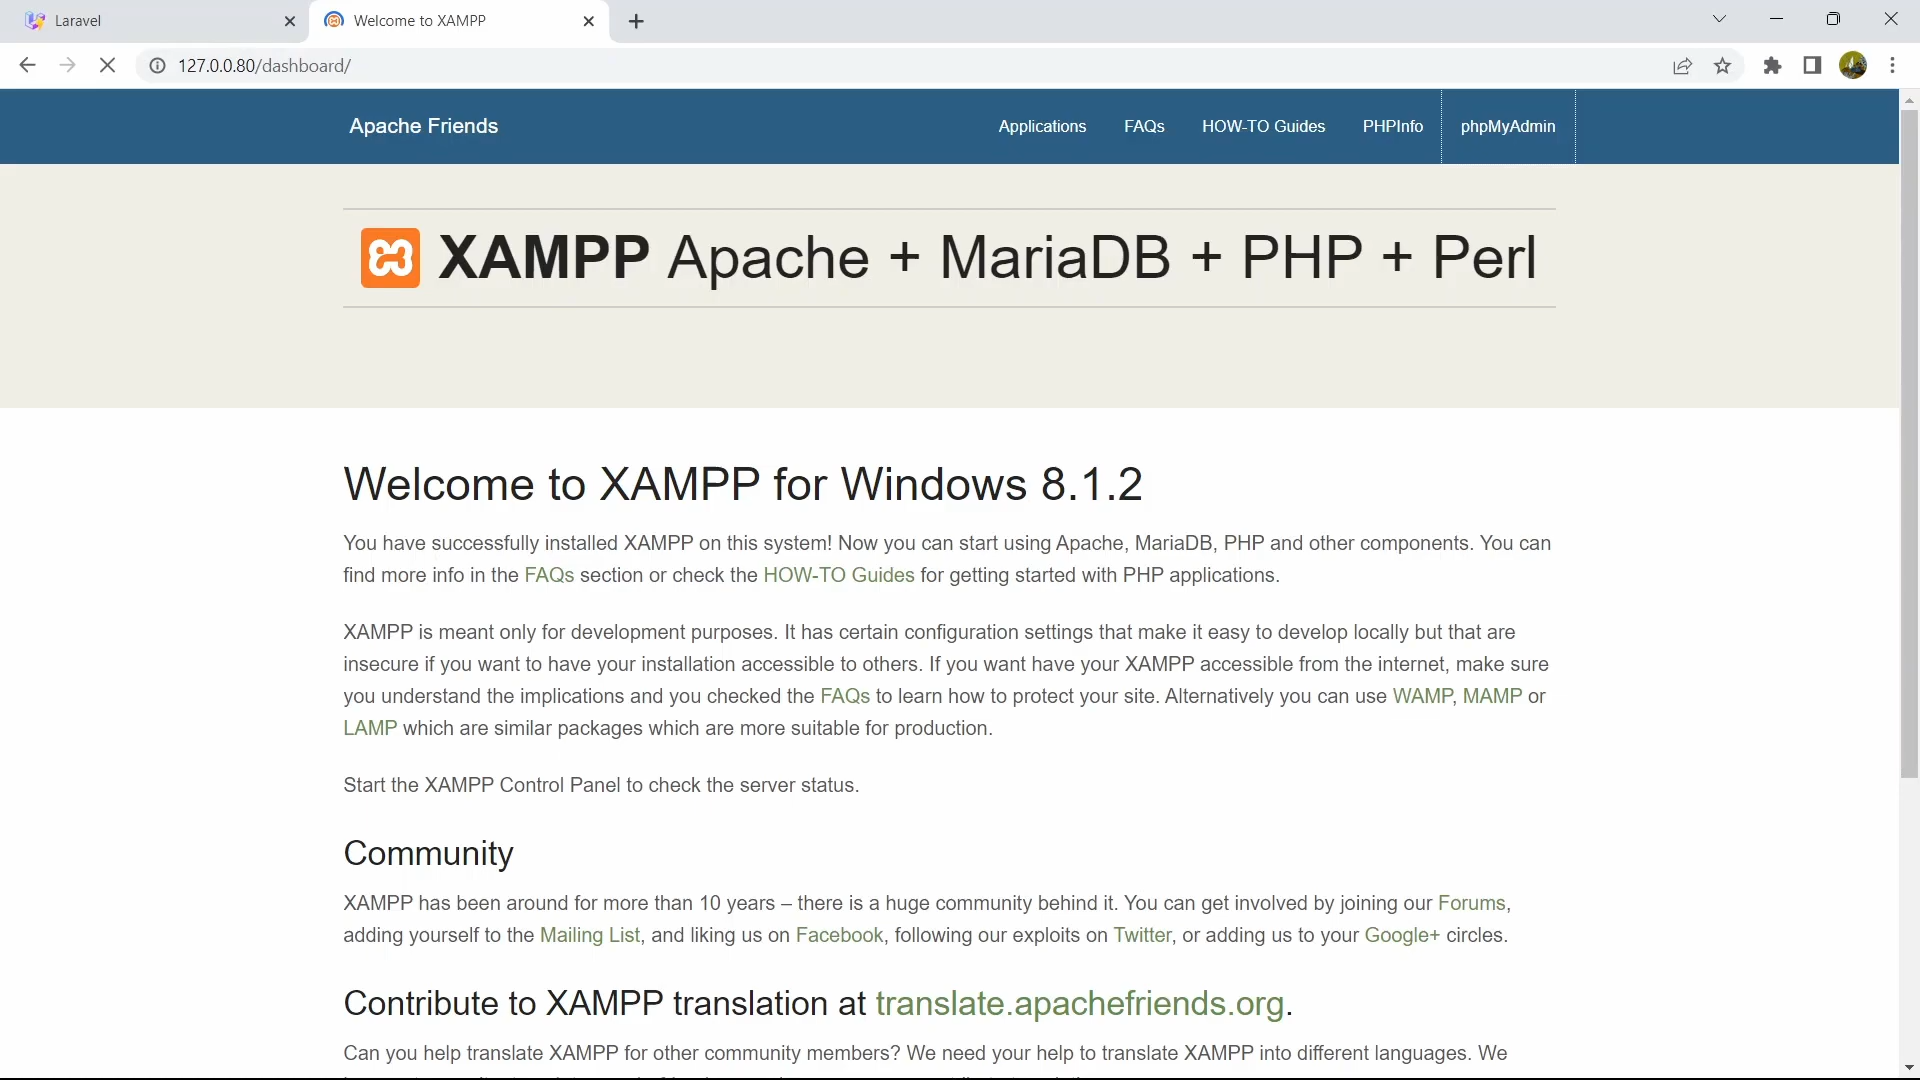 Laravel
Welcome to XAMPP
127.0.0.80/dashboard/
Apache Friends
Applications
FAQs
HOW-TO Guides
PHPInfo
phpMyAdmin
XAMPP Apache + MariaDB + PHP + Perl
Welcome to XAMPP for Windows 8.1.2
You have successfully installed XAMPP on this system! Now you can start using Apache, MariaDB, PHP and other components. You can
find more info in the FAQs section or check the HOW-TO Guides for getting started with PHP applications.
XAMPP is meant only for development purposes. It has certain configuration settings that make it easy to develop locally but that are
insecure if you want to have your installation accessible to others. If you want have your XAMPP accessible from the internet, make sure
you understand the implications and you checked the FAQs to learn how to protect your site. Alternatively you can use WAMP, MAMP or
LAMP which are similar packages which are more suitable for production.
Start the XAMPP Control Panel to check the server status.
Community
XAMPP has been around for more than 10 years – there is a huge community behind it. You can get involved by joining our Forums,
adding yourself to the Mailing List, and liking us on Facebook, following our exploits on Twitter, or adding us to your Google+ circles.
Contribute to XAMPP translation at translate.apachefriends.org.
Can you help translate XAMPP for other community members? We need your help to translate XAMPP into different languages. We